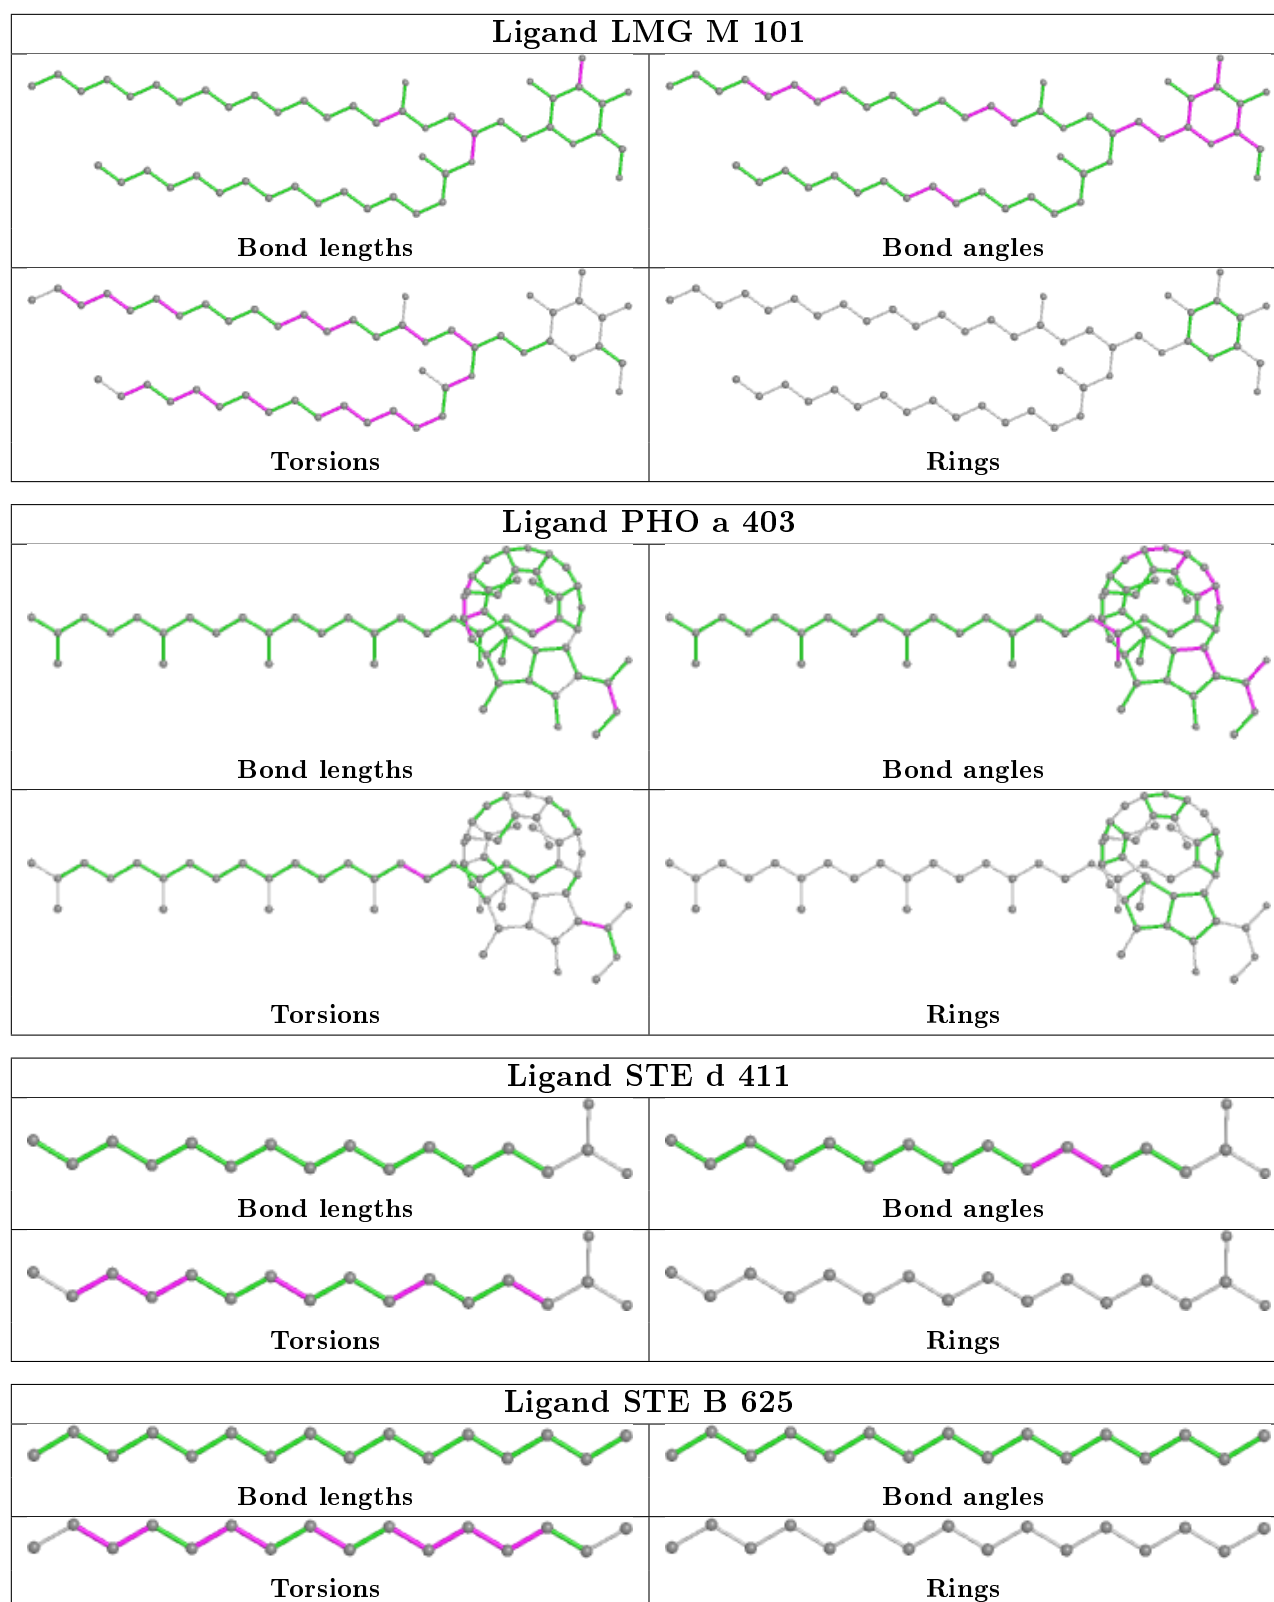 Ligand LMG M 101
Bond lengths
Bond angles
Torsions
Rings
Ligand PHO a 403
Bond lengths
Bond angles
Torsions
Rings
Ligand STE d 411
Bond lengths
Bond angles
Torsions
Rings
Ligand STE B 625
Bond lengths
Bond angles
Torsions
Rings